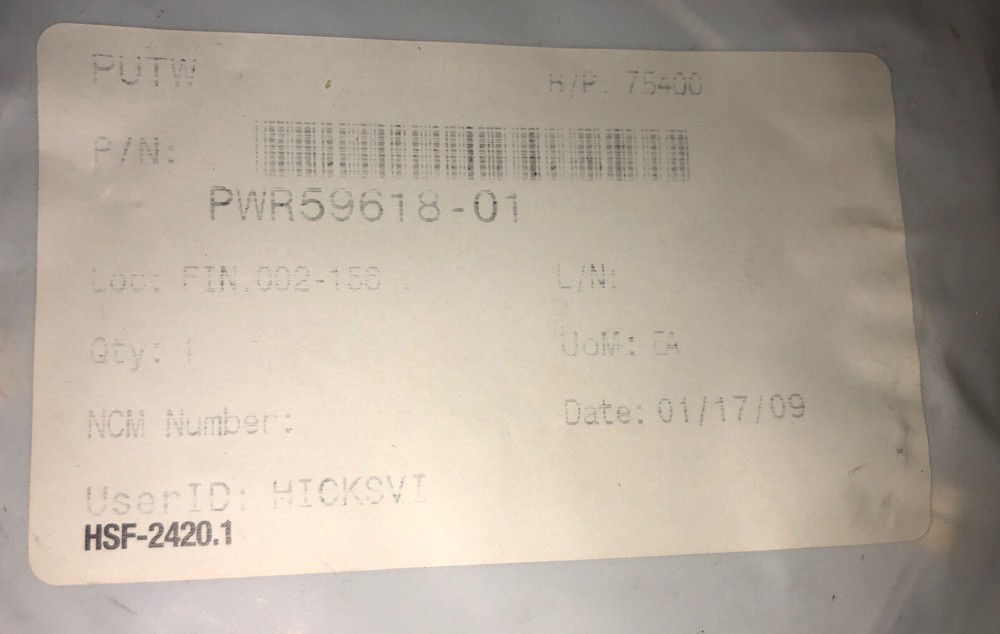 PUTW R/P: 75400
P/N:
PWR59618-01
Loc: FIN.002-156 L/N:
Qty: 1 UoM: EA
NCM Number: Date: 01/17/09
UserID: HICKSVI
HSF-2420.1